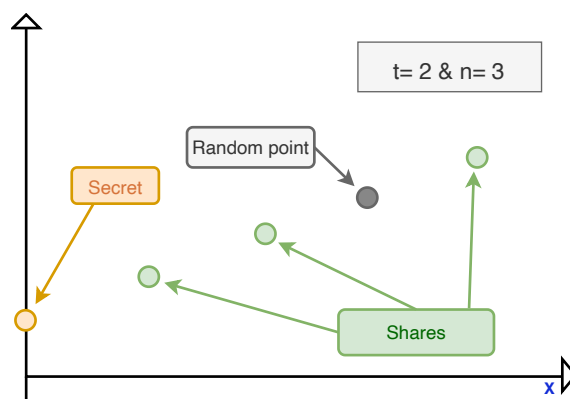 t= 2 & n= 3
Random point
Secret
Shares
x